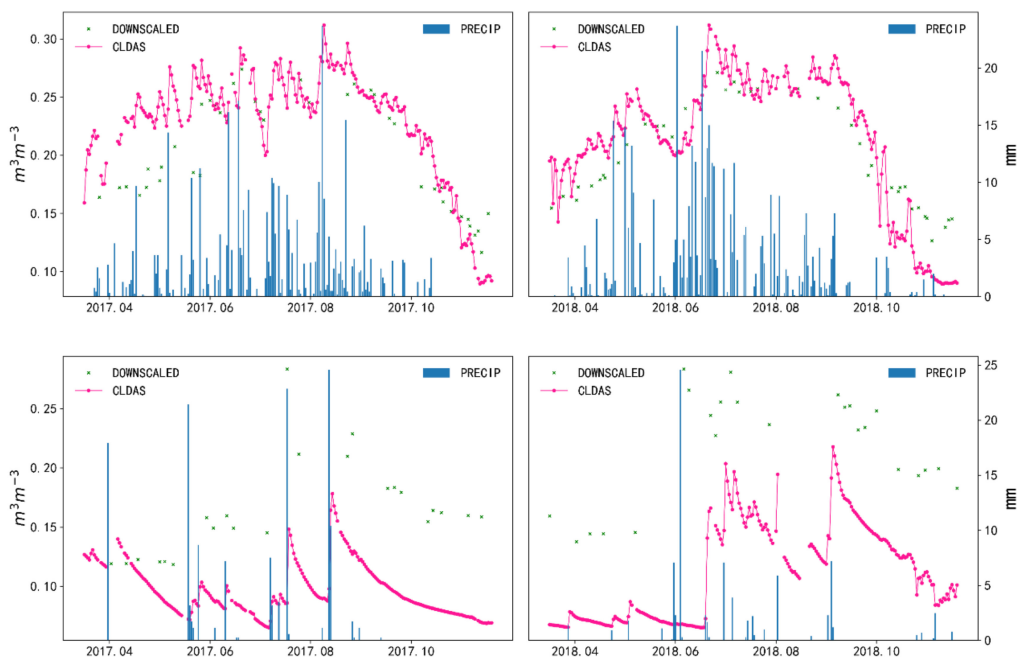 DOWNSCALED
CLDAS
PRECIP
0.30
0.25
0.20
0.15
0.10
m³m⁻³
2017.04
2017.06
2017.08
2017.10
DOWNSCALED
CLDAS
PRECIP
20
15
10
5
0
mm
2018.04
2018.06
2018.08
2018.10
DOWNSCALED
CLDAS
PRECIP
0.25
0.20
0.15
0.10
m³m⁻³
2017.04
2017.06
2017.08
2017.10
DOWNSCALED
CLDAS
PRECIP
25
20
15
10
5
0
mm
2018.04
2018.06
2018.08
2018.10